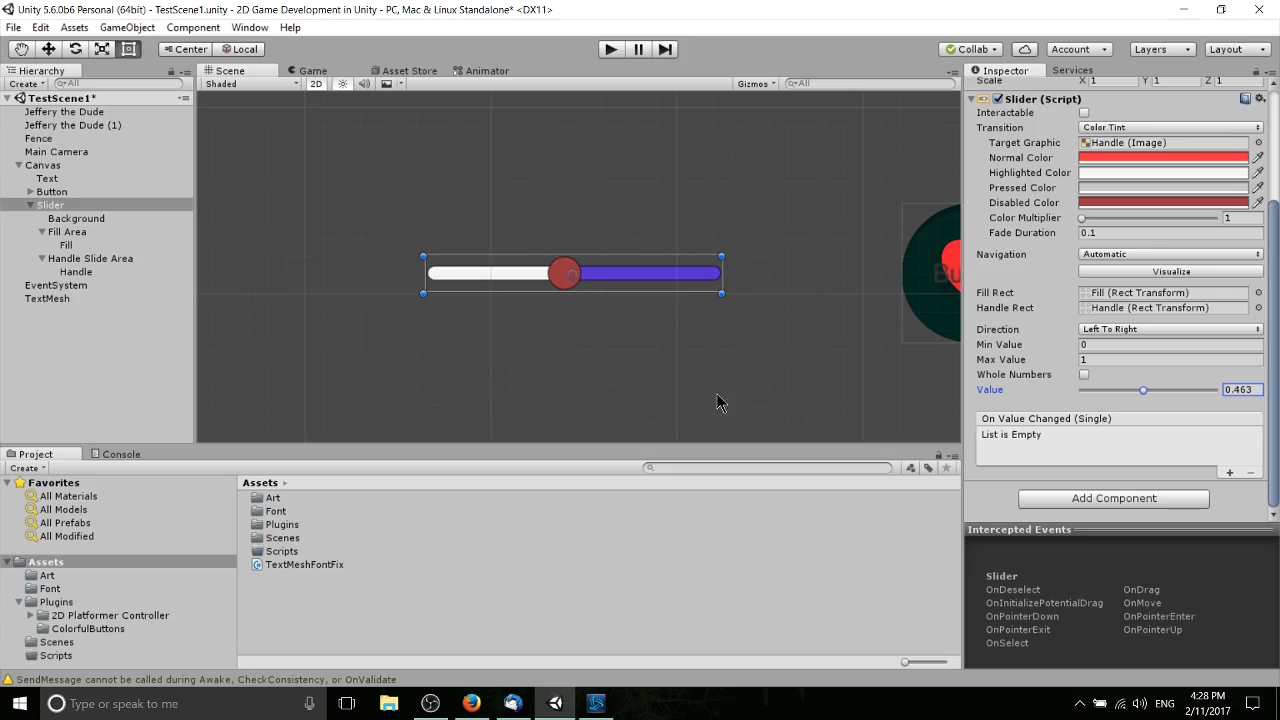 Unity 5.6.0b6 Personal (64bit) - TestScene1.unity - 2D Game Development in Unity - PC, Mac & Linux Standalone* <DX11>
File Edit Assets GameObject Component Window Help
Center Local Collab Account Layers Layout
Hierarchy
Create All
TestScene1*
Jeffery the Dude
Jeffery the Dude (1)
Fence
Main Camera
Canvas
Text
Button
Slider
Background
Fill Area
Fill
Handle Slide Area
Handle
EventSystem
TextMesh
Scene Game Asset Store Animator
Shaded 2D Gizmos All
Bu
Inspector Services
Scale X 1 Y 1 Z 1
Slider (Script)
Interactable
Transition Color Tint
Target Graphic Handle (Image)
Normal Color
Highlighted Color
Pressed Color
Disabled Color
Color Multiplier 1
Fade Duration 0.1
Navigation Automatic
Visualize
Fill Rect Fill (Rect Transform)
Handle Rect Handle (Rect Transform)
Direction Left To Right
Min Value 0
Max Value 1
Whole Numbers
Value 0.463
On Value Changed (Single)
List is Empty
+ −
Add Component
Intercepted Events
Slider
OnDeselect OnDrag
OnInitializePotentialDrag OnMove
OnPointerDown OnPointerEnter
OnPointerExit OnPointerUp
OnSelect
Project Console
Create
Favorites
All Materials
All Models
All Prefabs
All Modified
Assets
Art
Font
Plugins
2D Platformer Controller
ColorfulButtons
Scenes
Scripts
Assets
Art
Font
Plugins
Scenes
Scripts
TextMeshFontFix
SendMessage cannot be called during Awake, CheckConsistency, or OnValidate
Type or speak to me
4:28 PM
2/11/2017